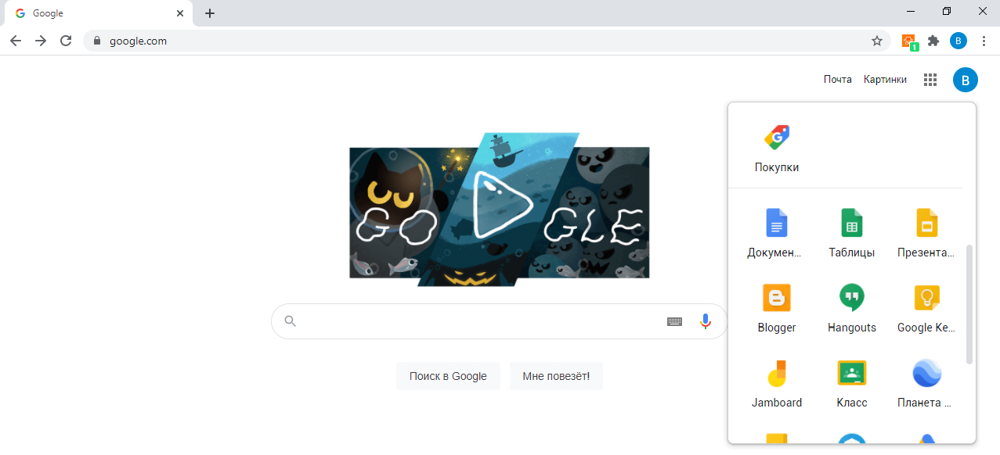 Google
google.com
1
B
Почта Картинки
B
Покупки
GO GLE
Докумен... Таблицы Презента...
Blogger Hangouts Google Ke...
Поиск в Google Мне повезёт!
Jamboard Класс Планета ...